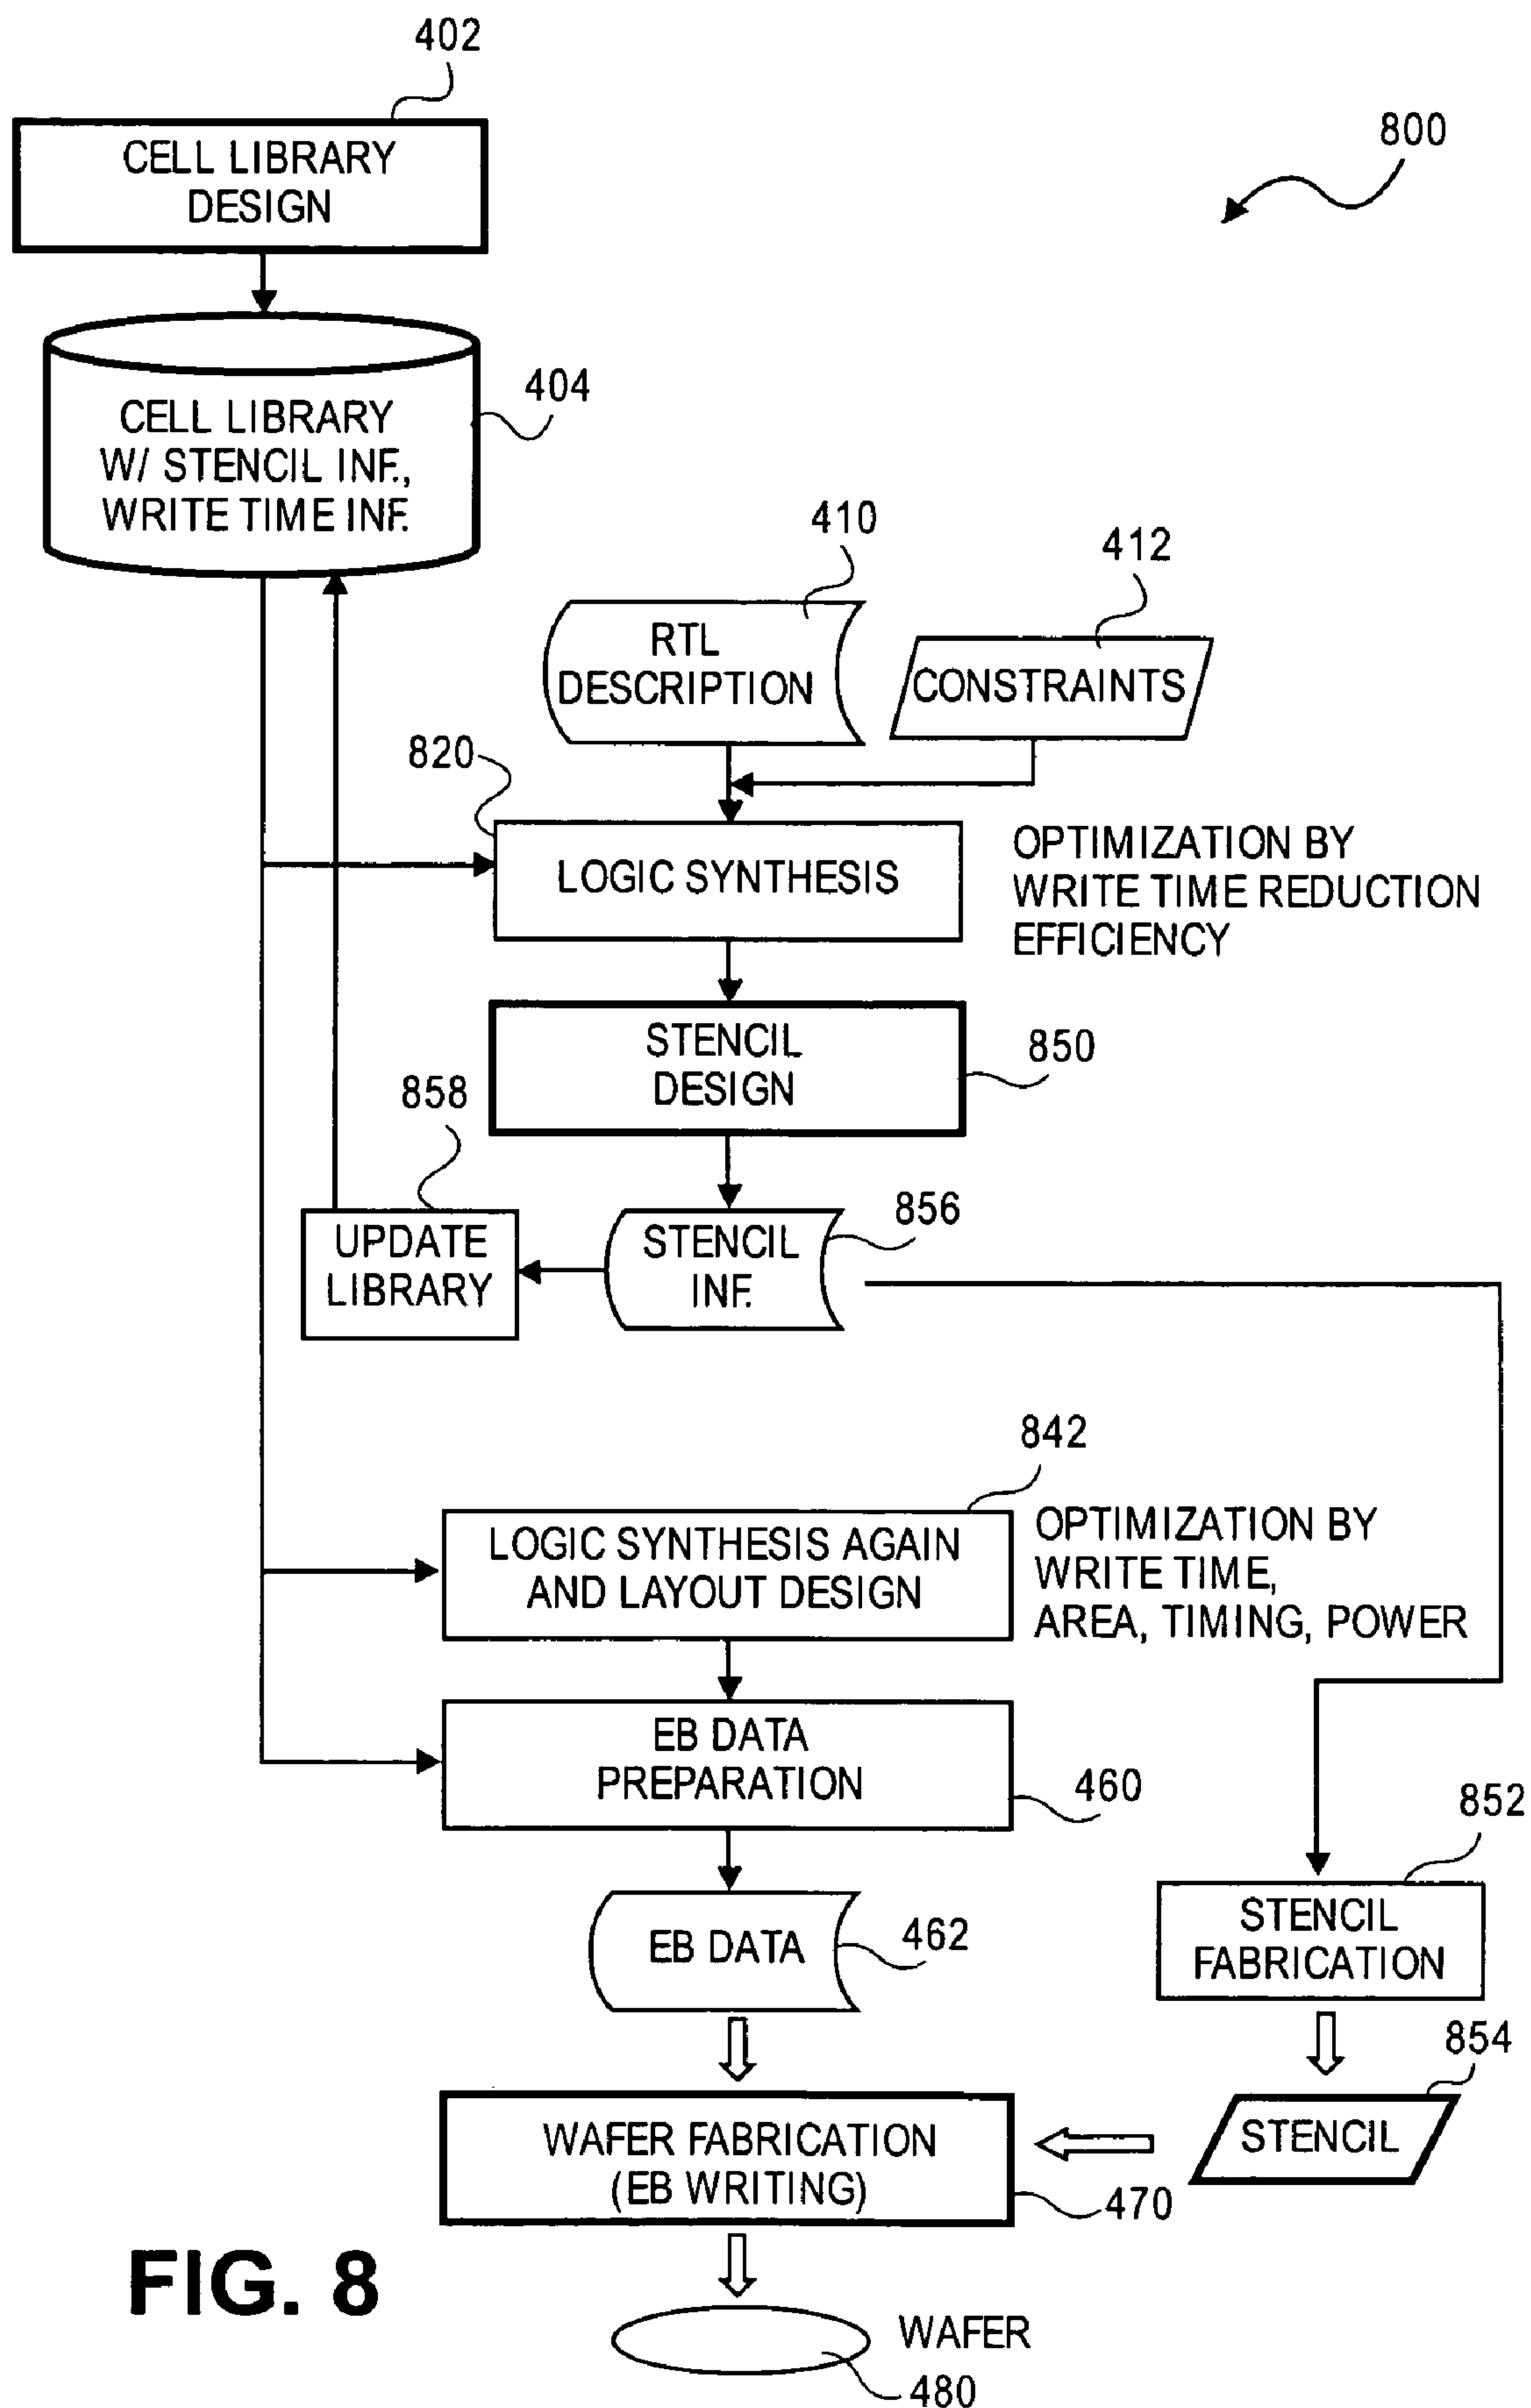 402
CELL LIBRARY
DESIGN
800
404
CELL LIBRARY
W/ STENCIL INF.,
WRITE TIME INF.
410
412
RTL
DESCRIPTION
CONSTRAINTS
820
LOGIC SYNTHESIS
OPTIMIZATION BY
WRITE TIME REDUCTION
EFFICIENCY
STENCIL
DESIGN
850
858
UPDATE
LIBRARY
STENCIL
INF.
856
842
LOGIC SYNTHESIS AGAIN
AND LAYOUT DESIGN
OPTIMIZATION BY
WRITE TIME,
AREA, TIMING, POWER
EB DATA
PREPARATION
460
852
EB DATA
462
STENCIL
FABRICATION
854
WAFER FABRICATION
(EB WRITING)
STENCIL
470
FIG. 8
WAFER
480